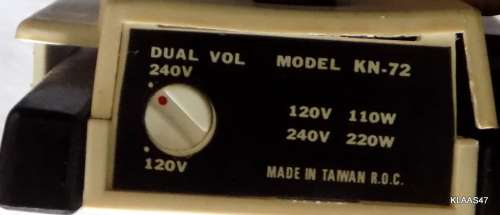 DUAL VOL MODEL KN-72
240V
120V 110W
240V 220W
120V
MADE IN TAIWAN R.O.C.
KLAAS47